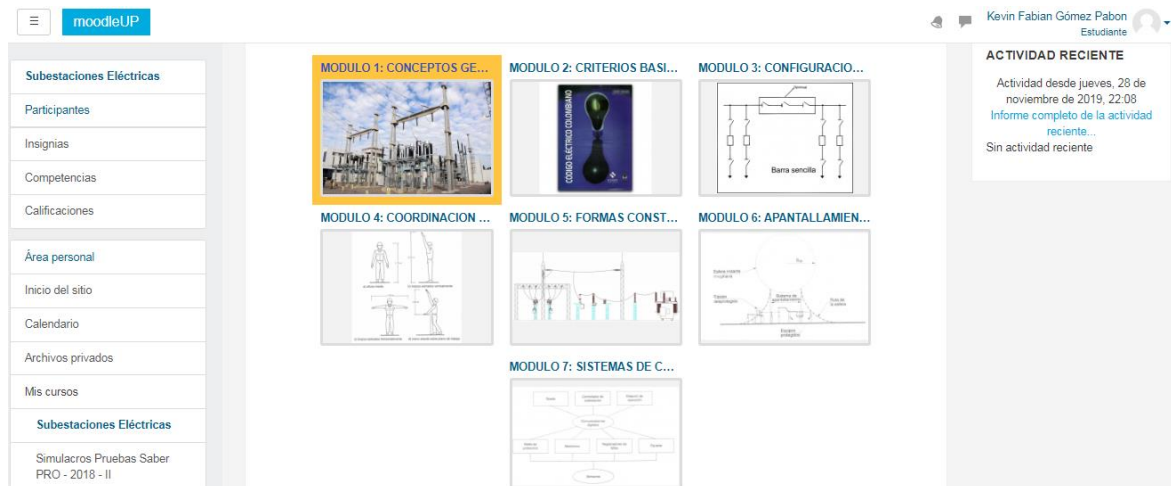 moodleUP
Kevin Fabian Gómez Pabon
Estudiante
Subestaciones Eléctricas
Participantes
Insignias
Competencias
Calificaciones
Área personal
Inicio del sitio
Calendario
Archivos privados
Mis cursos
Subestaciones Eléctricas
Simulacros Pruebas Saber
PRO - 2018 - II
MODULO 1: CONCEPTOS GE...
MODULO 2: CRITERIOS BASI...
MODULO 3: CONFIGURACIO...
CÓDIGO ELÉCTRICO COLOMBIANO
Barra sencilla
MODULO 4: COORDINACION ...
MODULO 5: FORMAS CONST...
MODULO 6: APANTALLAMIEN...
MODULO 7: SISTEMAS DE C...
ACTIVIDAD RECIENTE
Actividad desde jueves, 28 de
noviembre de 2019, 22:08
Informe completo de la actividad
reciente...
Sin actividad reciente